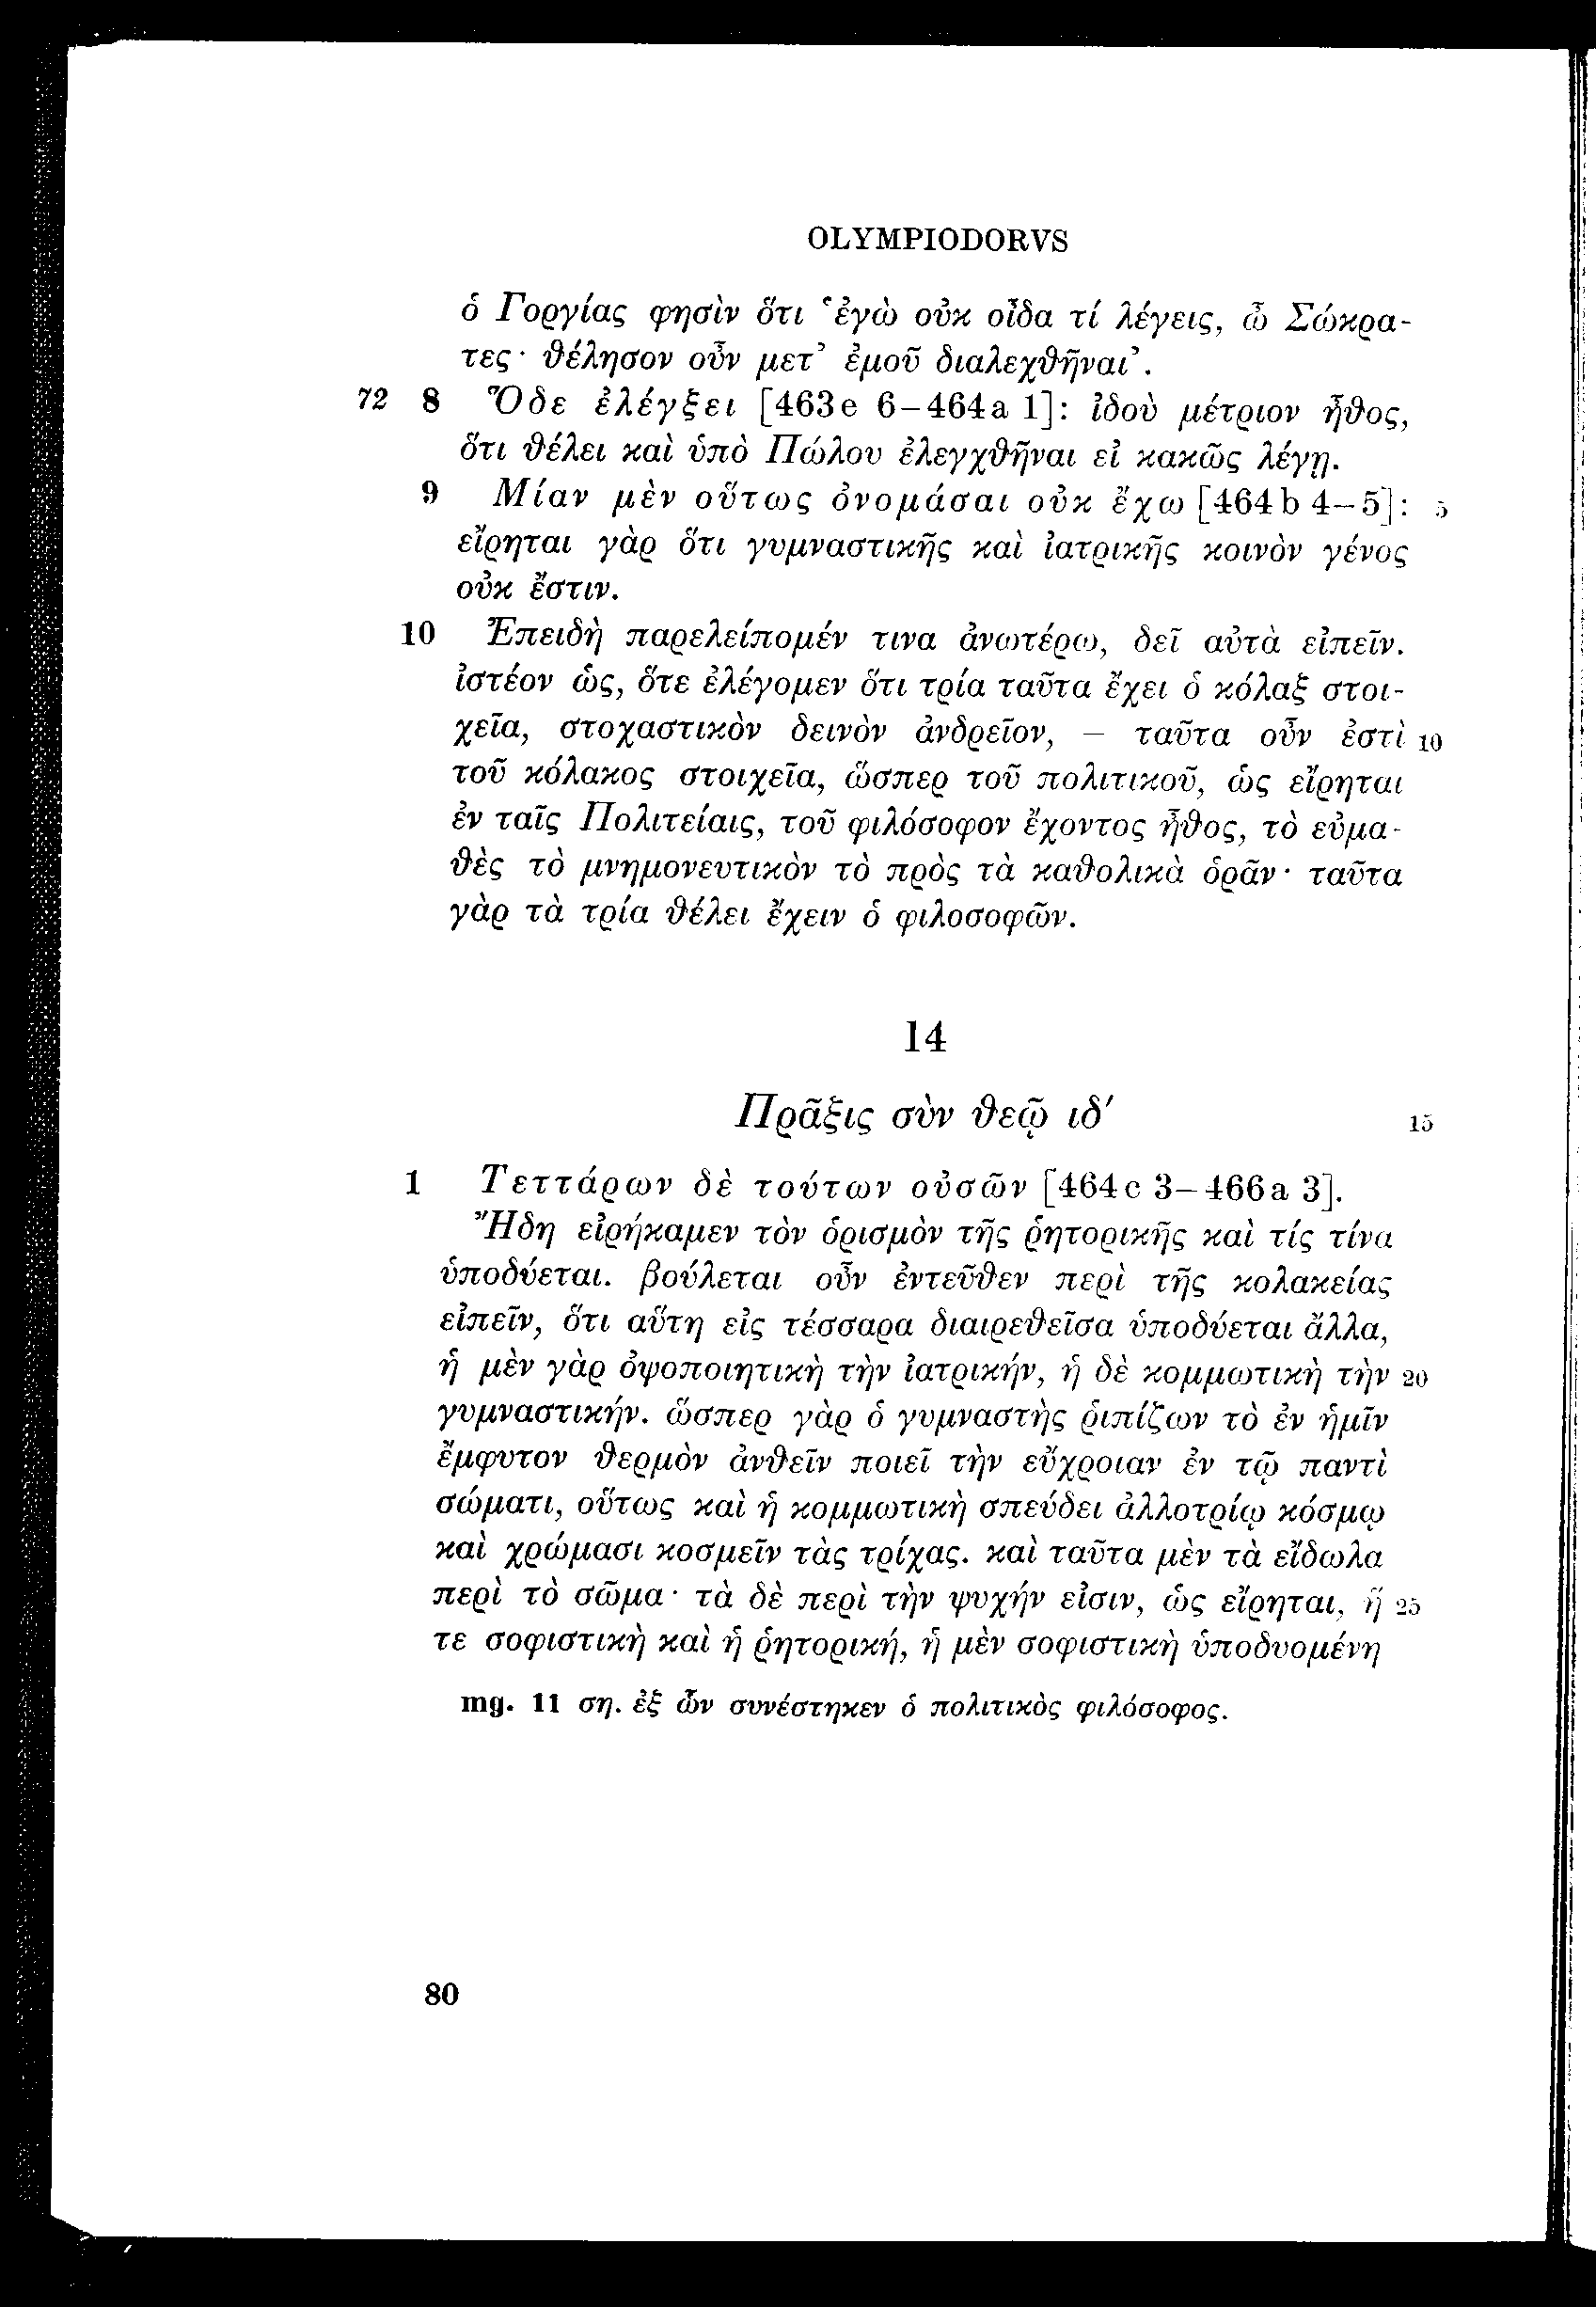 OLYMPIODORVS
ὁ Γοργίας φησὶν ὅτι ‘ἐγὼ οὐκ οἶδα τί λέγεις, ὦ Σώκρα-
τες· θέλησον οὖν μετ’ ἐμοῦ διαλεχθῆναι’.
72 8 Ὅδε ἐλέγξει [463e 6–464a 1]: ἰδοὺ μέτριον ἦθος,
ὅτι θέλει καὶ ὑπὸ Πώλου ἐλεγχθῆναι εἰ κακῶς λέγῃ.
9 Μίαν μὲν οὕτως ὀνομάσαι οὐκ ἔχω [464b 4–5]: 5
εἴρηται γὰρ ὅτι γυμναστικῆς καὶ ἰατρικῆς κοινὸν γένος
οὐκ ἔστιν.
10 Ἐπειδὴ παρελείπομέν τινα ἀνωτέρω, δεῖ αὐτὰ εἰπεῖν.
ἰστέον ὡς, ὅτε ἐλέγομεν ὅτι τρία ταῦτα ἔχει ὁ κόλαξ στοι-
χεῖα, στοχαστικὸν δεινὸν ἀνδρεῖον, – ταῦτα οὖν ἐστὶ 10
τοῦ κόλακος στοιχεῖα, ὥσπερ τοῦ πολιτικοῦ, ὡς εἴρηται
ἐν ταῖς Πολιτείαις, τοῦ φιλόσοφον ἔχοντος ἦθος, τὸ εὐμα-
θὲς τὸ μνημονευτικὸν τὸ πρὸς τὰ καθολικὰ ὁρᾶν· ταῦτα
γὰρ τὰ τρία θέλει ἔχειν ὁ φιλοσοφῶν.
14
Πρᾶξις σὺν θεῷ ιδ′ 15
1 Τεττάρων δὲ τούτων οὐσῶν [464c 3–466a 3].
Ἤδη εἰρήκαμεν τὸν ὁρισμὸν τῆς ῥητορικῆς καὶ τίς τίνα
ὑποδύεται. βούλεται οὖν ἐντεῦθεν περὶ τῆς κολακείας
εἰπεῖν, ὅτι αὕτη εἰς τέσσαρα διαιρεθεῖσα ὑποδύεται ἄλλα,
ἡ μὲν γὰρ ὀψοποιητικὴ τὴν ἰατρικήν, ἡ δὲ κομμωτικὴ τὴν 20
γυμναστικήν. ὥσπερ γὰρ ὁ γυμναστὴς ῥιπίζων τὸ ἐν ἡμῖν
ἔμφυτον θερμὸν ἀνθεῖν ποιεῖ τὴν εὔχροιαν ἐν τῷ παντὶ
σώματι, οὕτως καὶ ἡ κομμωτικὴ σπεύδει ἀλλοτρίῳ κόσμῳ
καὶ χρώμασι κοσμεῖν τὰς τρίχας. καὶ ταῦτα μὲν τὰ εἴδωλα
περὶ τὸ σῶμα· τὰ δὲ περὶ τὴν ψυχήν εἰσιν, ὡς εἴρηται, ἥ 25
τε σοφιστικὴ καὶ ἡ ῥητορική, ἡ μὲν σοφιστικὴ ὑποδυομένη
mg. 11 ση. ἐξ ὧν συνέστηκεν ὁ πολιτικὸς φιλόσοφος.
80